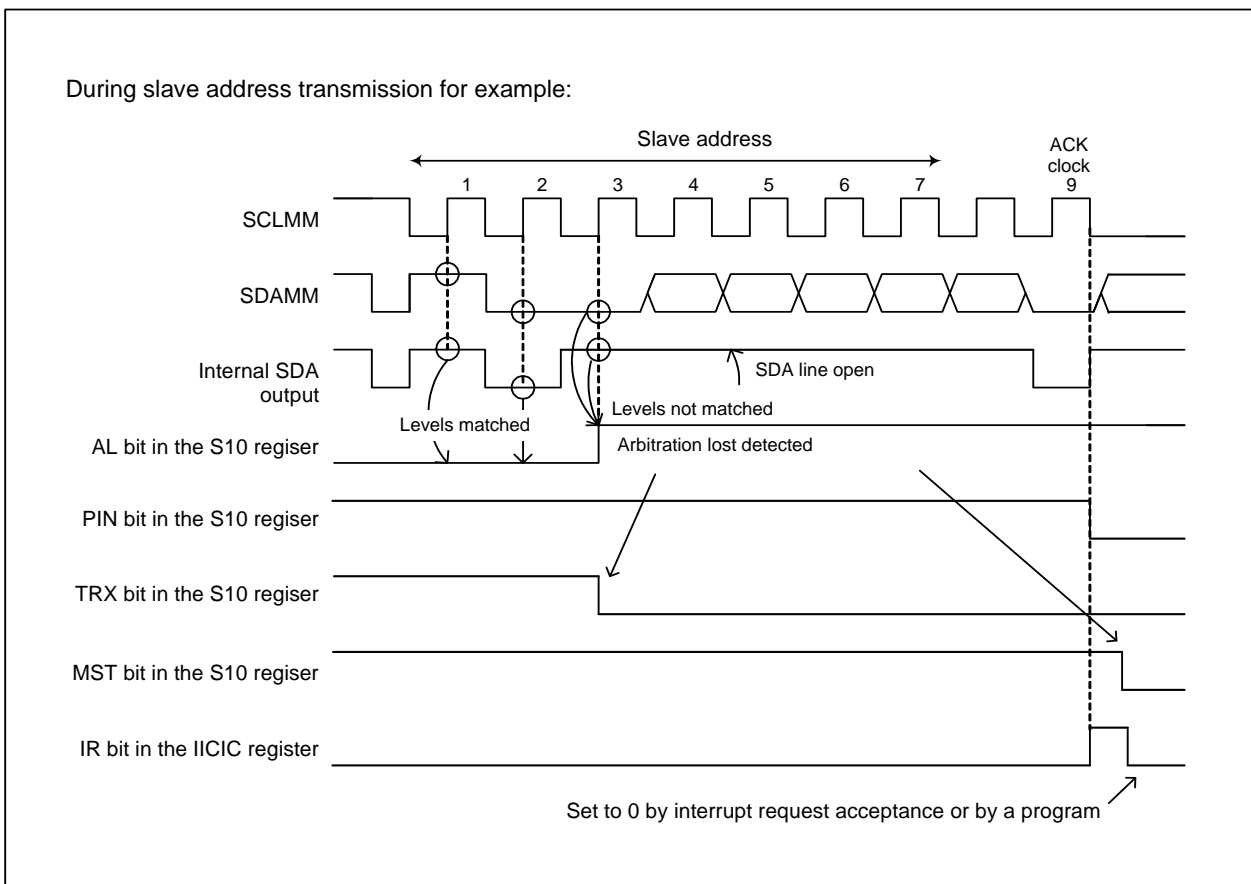 During slave address transmission for example:
Slave address
ACK
clock
1 2 3 4 5 6 7 9
SCLMM
SDAMM
Internal SDA
output
SDA line open
Levels matched
Levels not matched
AL bit in the S10 regiser
Arbitration lost detected
PIN bit in the S10 regiser
TRX bit in the S10 regiser
MST bit in the S10 regiser
IR bit in the IICIC register
Set to 0 by interrupt request acceptance or by a program